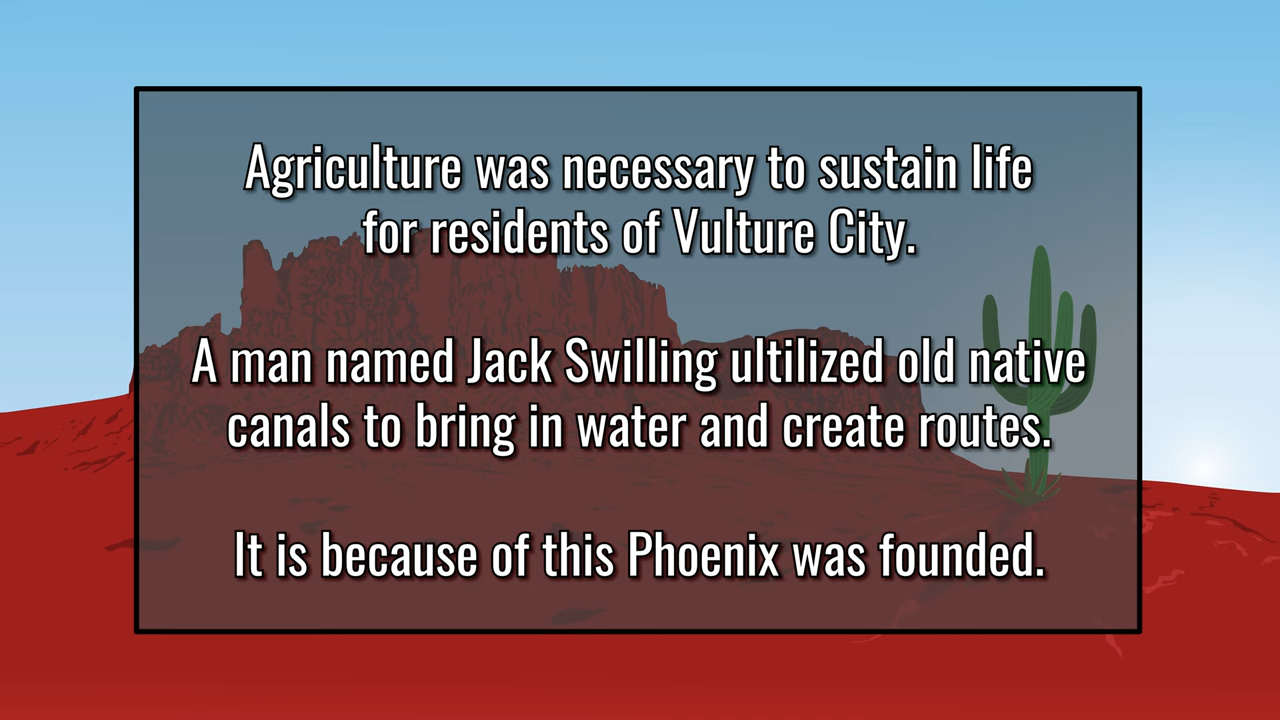 Agriculture was necessary to sustain life
for residents of Vulture City.
A man named Jack Swilling ultilized old native
canals to bring in water and create routes.
It is because of this Phoenix was founded.